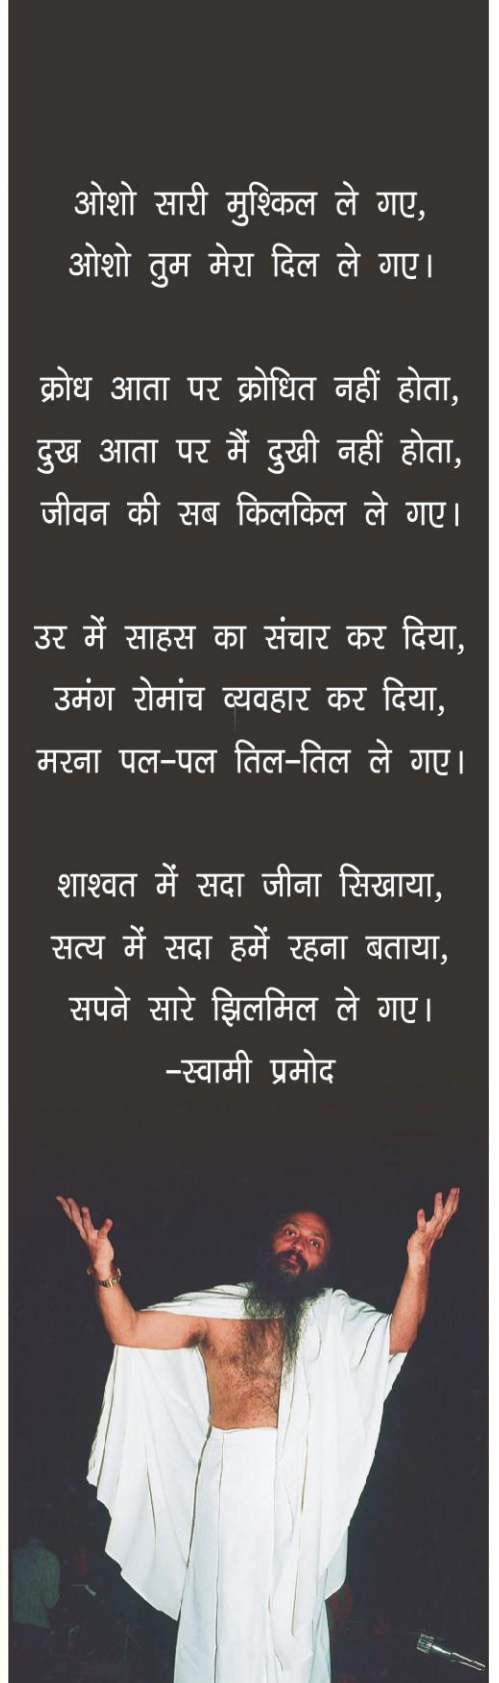 ओशो सारी मुश्किल ले गए,
ओशो तुम मेरा दिल ले गए।
क्रोध आता पर क्रोधित नहीं होता,
दुख आता पर मैं दुखी नहीं होता,
जीवन की सब किलकिल ले गए।
उर में साहस का संचार कर दिया,
उमंग रोमांच व्यवहार कर दिया,
मरना पल-पल तिल-तिल ले गए।
शाश्वत में सदा जीना सिखाया,
सत्य में सदा हमें रहना बताया,
सपने सारे झिलमिल ले गए।
-स्वामी प्रमोद